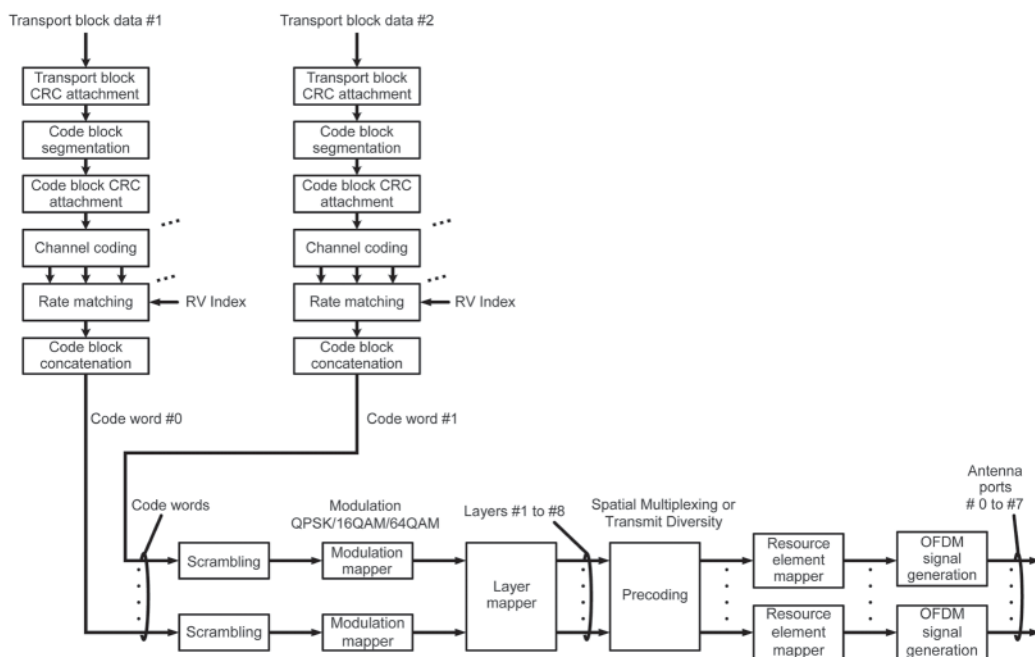 Transport block data #1
Transport block
CRC attachment
Code block
segmentation
Code block CRC
attachment
Channel coding
Rate matching
RV Index
Code block
concatenation
Code word #0
Transport block data #2
Transport block
CRC attachment
Code block
segmentation
Code block CRC
attachment
Channel coding
Rate matching
RV Index
Code block
concatenation
Code word #1
Code words
Scrambling
Scrambling
Modulation
QPSK/16QAM/64QAM
Modulation
mapper
Modulation
mapper
Layer
mapper
Layers #1 to #8
Spatial Multiplexing or
Transmit Diversity
Precoding
Resource
element
mapper
Resource
element
mapper
OFDM
signal
generation
OFDM
signal
generation
Antenna
ports
# 0 to #7